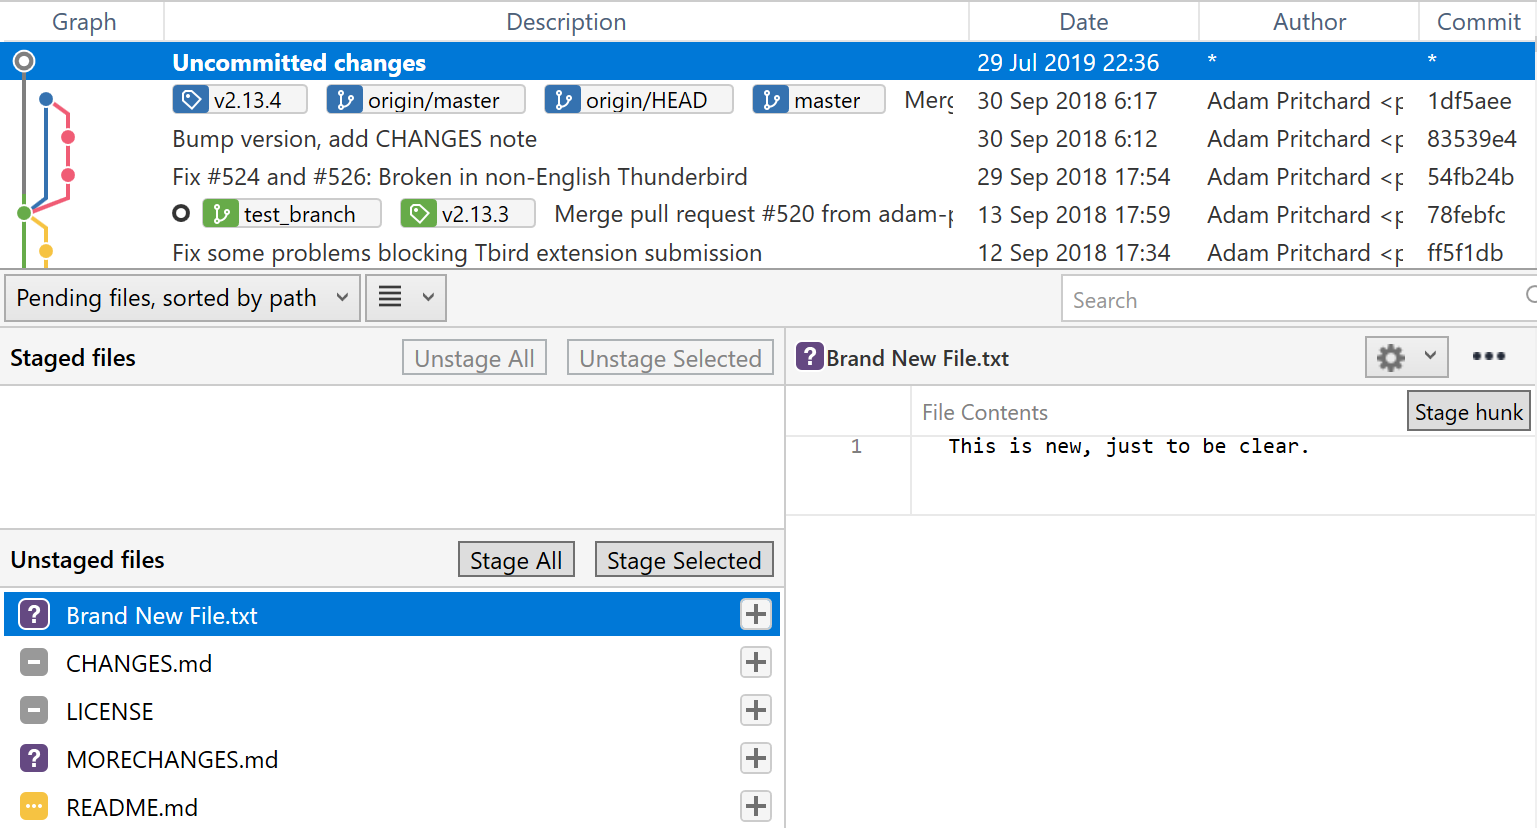 Graph Description Date Author Commit
Uncommitted changes 29 Jul 2019 22:36 * *
v2.13.4 origin/master origin/HEAD master Merg 30 Sep 2018 6:17 Adam Pritchard <p 1df5aee
Bump version, add CHANGES note 30 Sep 2018 6:12 Adam Pritchard <p 83539e4
Fix #524 and #526: Broken in non-English Thunderbird 29 Sep 2018 17:54 Adam Pritchard <p 54fb24b
test_branch v2.13.3 Merge pull request #520 from adam-p 13 Sep 2018 17:59 Adam Pritchard <p 78febfc
Fix some problems blocking Tbird extension submission 12 Sep 2018 17:34 Adam Pritchard <p ff5f1db
Pending files, sorted by path Search
Staged files Unstage All Unstage Selected
Brand New File.txt
File Contents Stage hunk
1 This is new, just to be clear.
Unstaged files Stage All Stage Selected
Brand New File.txt
CHANGES.md
LICENSE
MORECHANGES.md
README.md